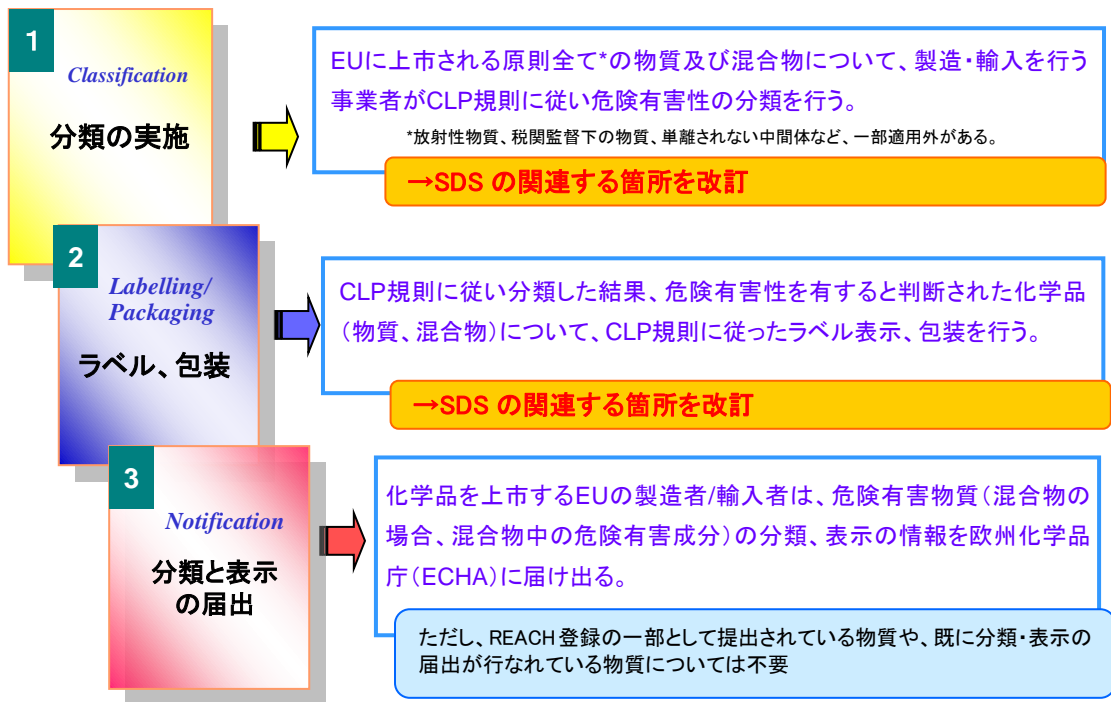 1
Classification
分類の実施
EUに上市される原則全て*の物質及び混合物について、製造・輸入を行う
事業者がCLP規則に従い危険有害性の分類を行う。
*放射性物質、税関監督下の物質、単離されない中間体など、一部適用外がある。
→SDS の関連する箇所を改訂
2
Labelling/
Packaging
ラベル、包装
CLP規則に従い分類した結果、危険有害性を有すると判断された化学品
(物質、混合物)について、CLP規則に従ったラベル表示、包装を行う。
→SDS の関連する箇所を改訂
3
Notification
分類と表示
の届出
化学品を上市するEUの製造者/輸入者は、危険有害物質(混合物の
場合、混合物中の危険有害成分)の分類、表示の情報を欧州化学品
庁(ECHA)に届け出る。
ただし、REACH 登録の一部として提出されている物質や、既に分類・表示の
届出が行なれている物質については不要